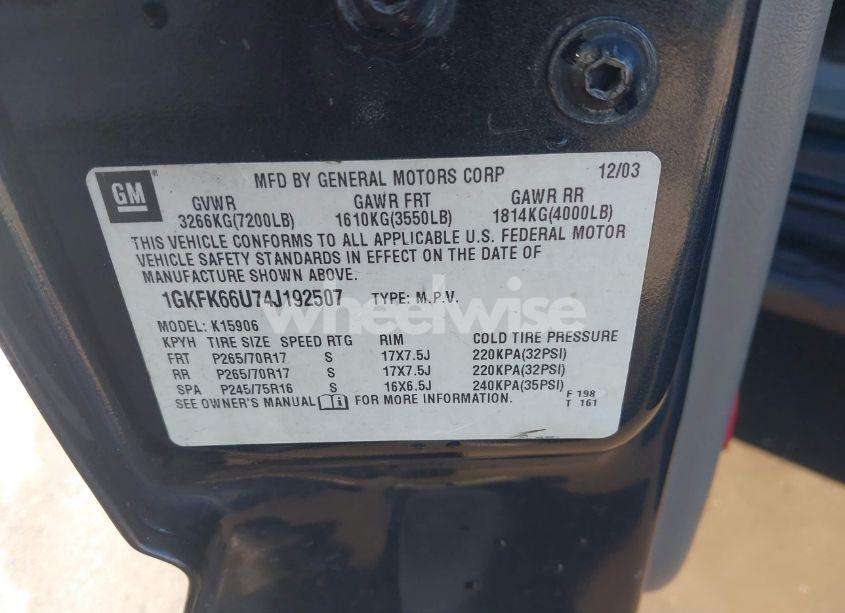 GM
MFD BY GENERAL MOTORS CORP 12/03
GVWR GAWR FRT GAWR RR
3266KG(7200LB) 1610KG(3550LB) 1814KG(4000LB)
THIS VEHICLE CONFORMS TO ALL APPLICABLE U.S. FEDERAL MOTOR
VEHICLE SAFETY STANDARDS IN EFFECT ON THE DATE OF
MANUFACTURE SHOWN ABOVE.
1GKFK66U74J192507 TYPE: M.P.V.
wheelwise
MODEL: K15906
KPYH TIRE SIZE SPEED RTG RIM COLD TIRE PRESSURE
FRT P265/70R17 S 17X7.5J 220KPA(32PSI)
RR P265/70R17 S 17X7.5J 220KPA(32PSI)
SPA P245/75R16 S 16X6.5J 240KPA(35PSI)
SEE OWNER'S MANUAL FOR MORE INFORMATION.
F 198
T 161